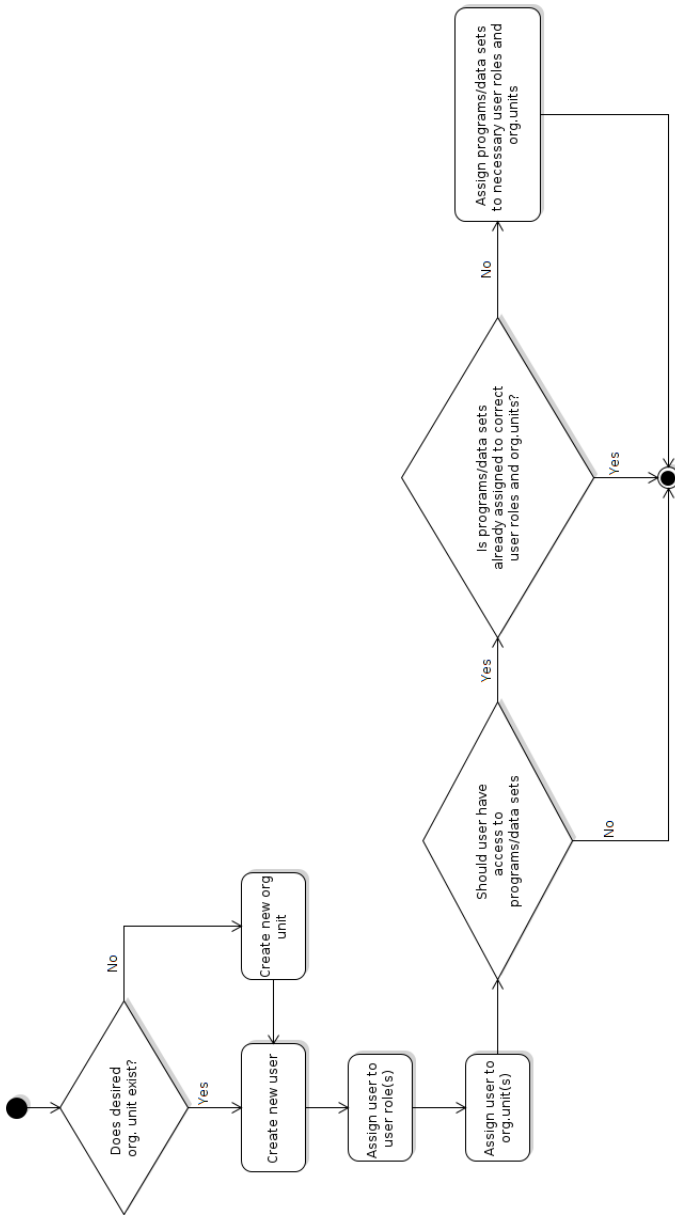 Does desired
org. unit exist?
No
Yes
Create new org
unit
Create new user
Assign user to
user role(s)
Assign user to
org.unit(s)
Should user have
access to
programs/data sets
Yes
No
Is programs/data sets
already assigned to correct
user roles and org.units?
No
Yes
Assign programs/data sets
to necessary user roles and
org.units